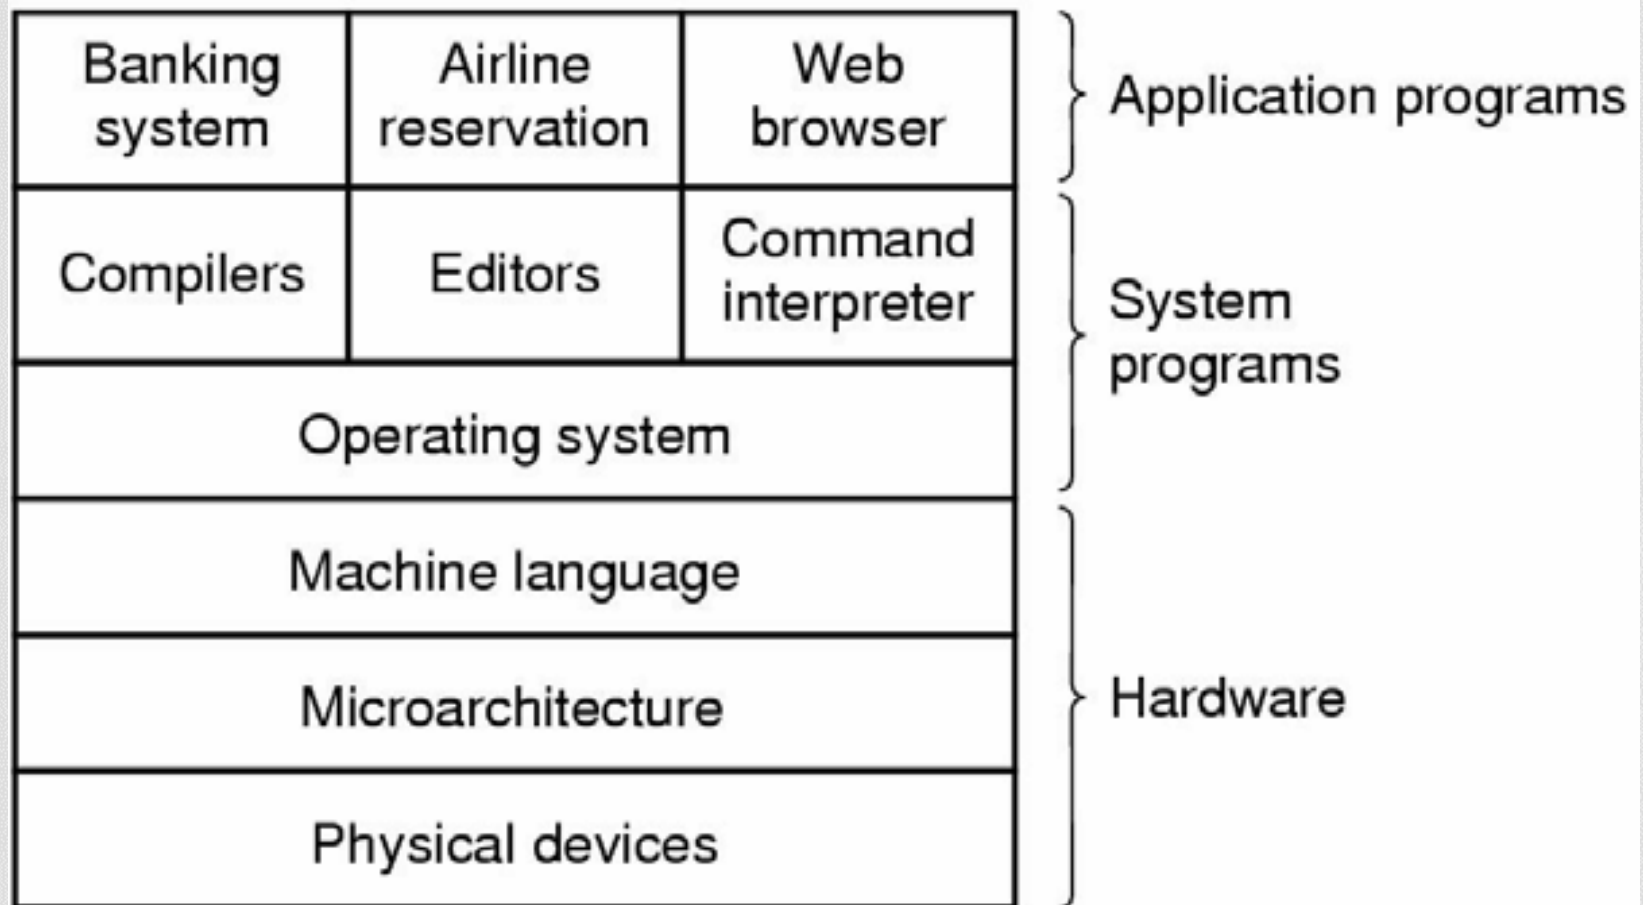 Banking
system
Airline
reservation
Web
browser
Application programs
Compilers
Editors
Command
interpreter
System
programs
Operating system
Machine language
Microarchitecture
Hardware
Physical devices